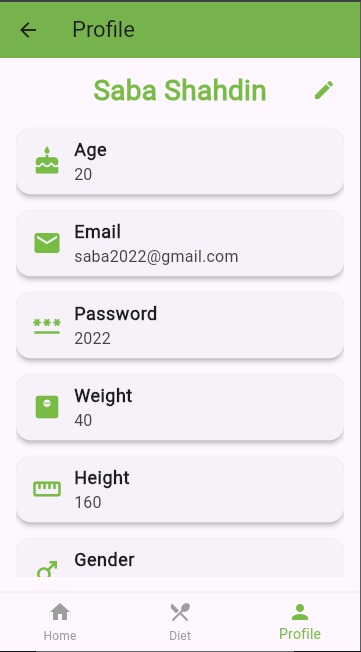 Profile
Saba Shahdin
Age
20
Email
saba2022@gmail.com
Password
2022
Weight
40
Height
160
Gender
Home
Diet
Profile